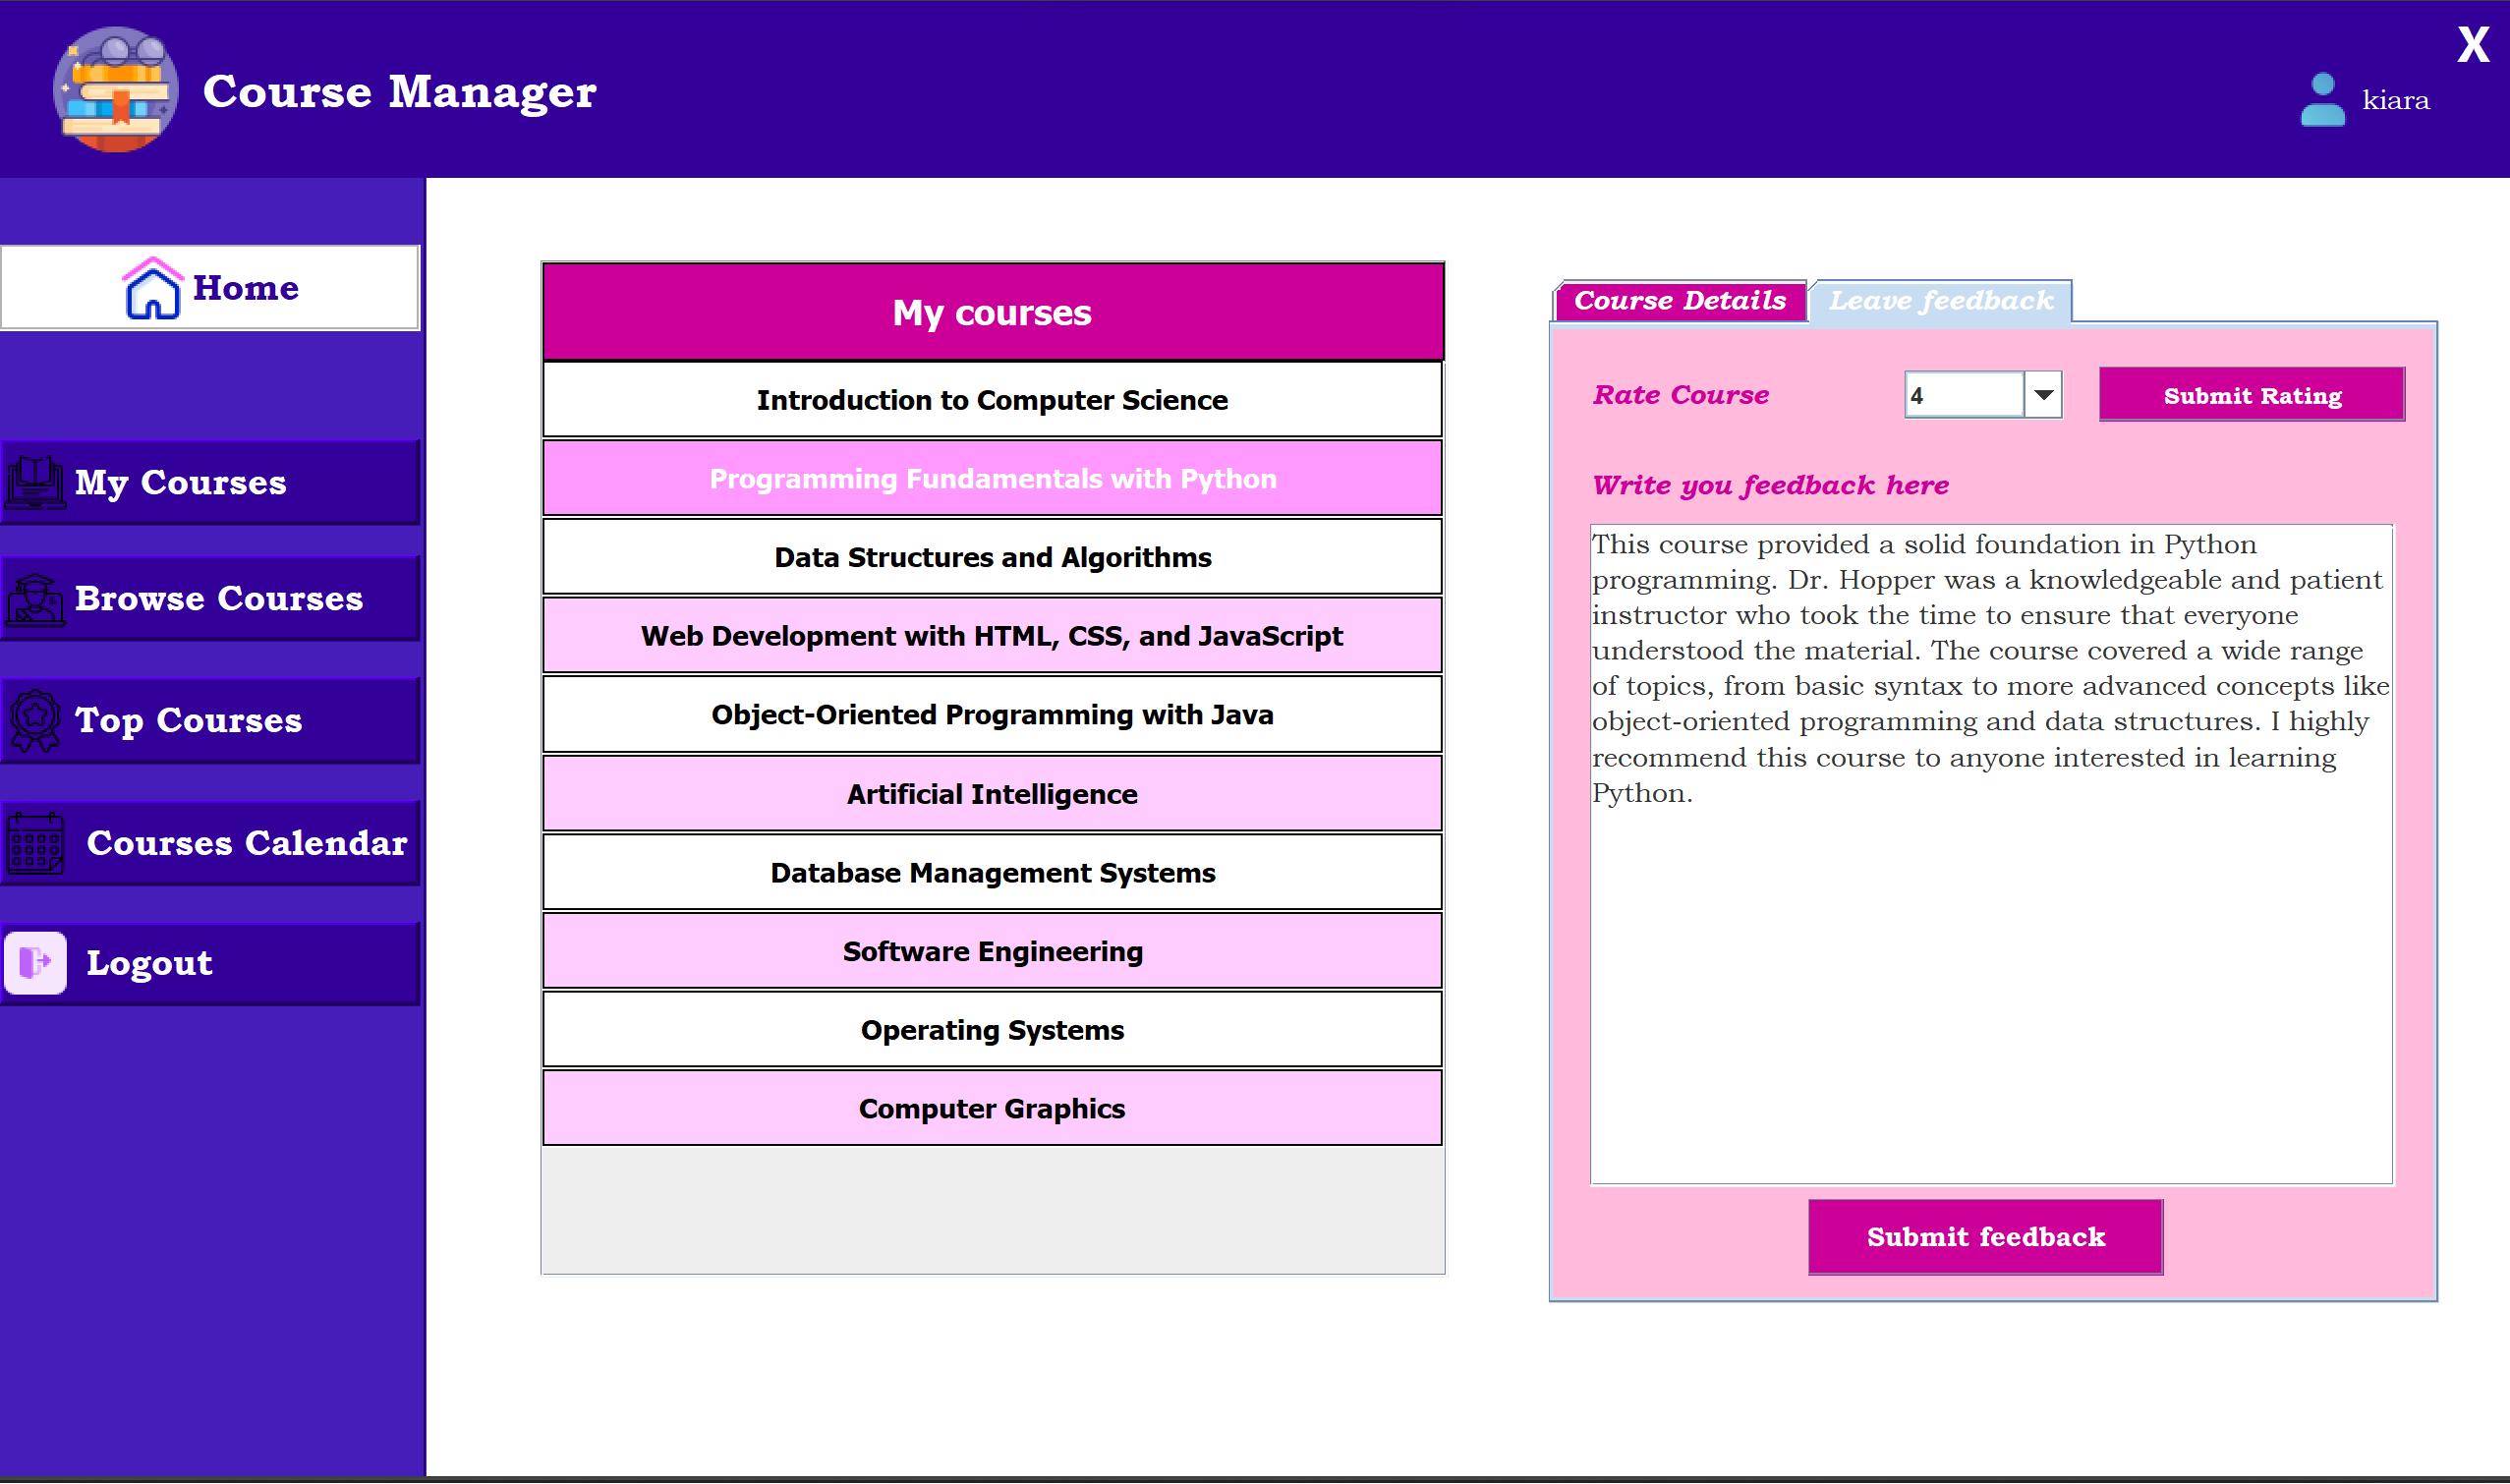 X
Course Manager
kiara
Home
My Courses
Browse Courses
Top Courses
Courses Calendar
Logout
My courses
Introduction to Computer Science
Programming Fundamentals with Python
Data Structures and Algorithms
Web Development with HTML, CSS, and JavaScript
Object-Oriented Programming with Java
Artificial Intelligence
Database Management Systems
Software Engineering
Operating Systems
Computer Graphics
Course Details
Leave feedback
Rate Course
4
Submit Rating
Write you feedback here
This course provided a solid foundation in Python
programming. Dr. Hopper was a knowledgeable and patient
instructor who took the time to ensure that everyone
understood the material. The course covered a wide range
of topics, from basic syntax to more advanced concepts like
object-oriented programming and data structures. I highly
recommend this course to anyone interested in learning
Python.
Submit feedback